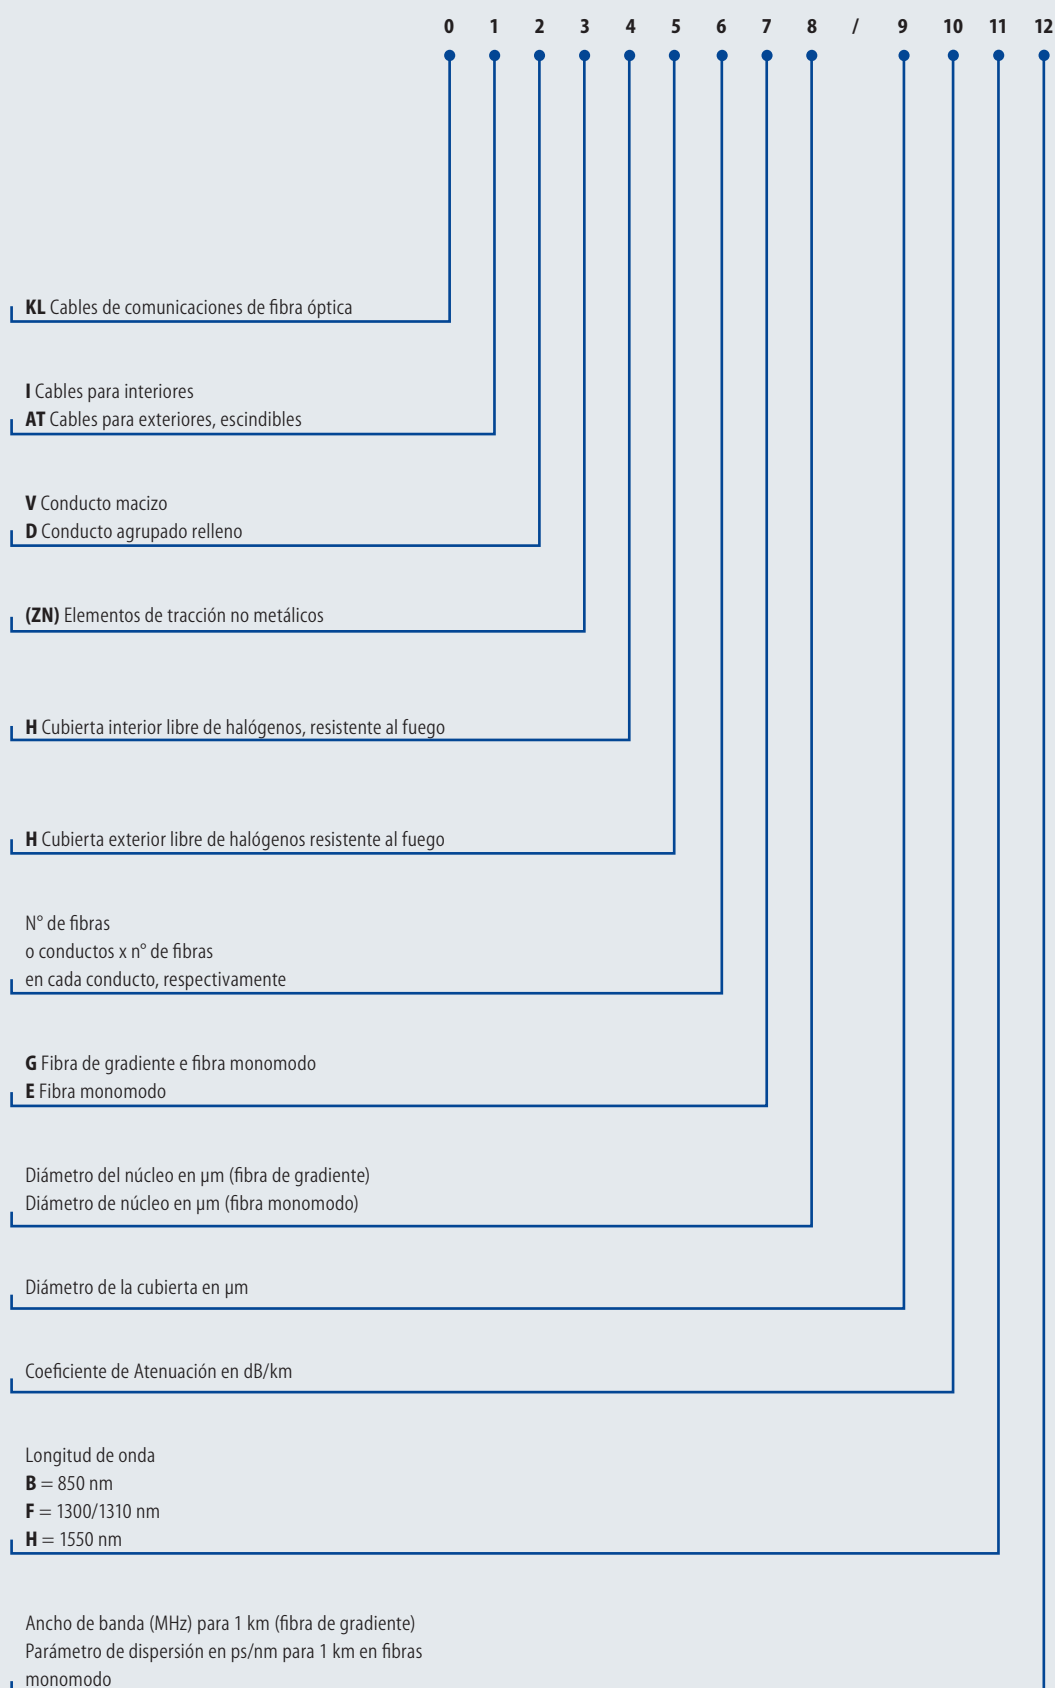 0 1 2 3 4 5 6 7 8 / 9 10 11 12
KL Cables de comunicaciones de fibra óptica
I Cables para interiores
AT Cables para exteriores, escindibles
V Conducto macizo
D Conducto agrupado relleno
(ZN) Elementos de tracción no metálicos
H Cubierta interior libre de halógenos, resistente al fuego
H Cubierta exterior libre de halógenos resistente al fuego
N° de fibras
o conductos x n° de fibras
en cada conducto, respectivamente
G Fibra de gradiente e fibra monomodo
E Fibra monomodo
Diámetro del núcleo en µm (fibra de gradiente)
Diámetro de núcleo en µm (fibra monomodo)
Diámetro de la cubierta en µm
Coeficiente de Atenuación en dB/km
Longitud de onda
B = 850 nm
F = 1300/1310 nm
H = 1550 nm
Ancho de banda (MHz) para 1 km (fibra de gradiente)
Parámetro de dispersión en ps/nm para 1 km en fibras
monomodo